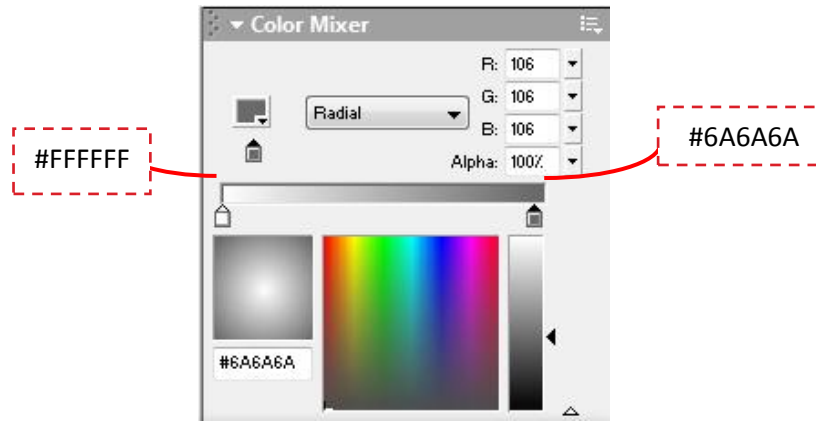 Color Mixer
R: 106
G: 106
Radial
B: 106
Alpha: 100%
#FFFFFF
#6A6A6A
#6A6A6A